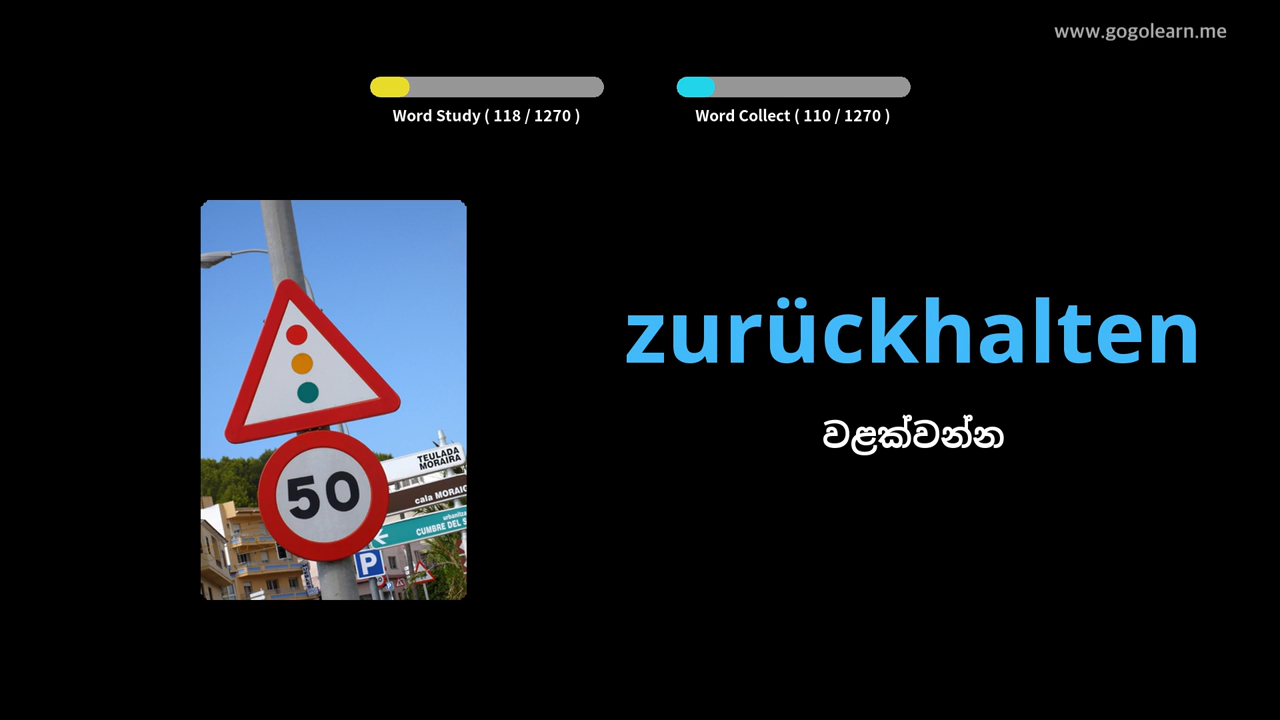 www.gogolearn.me
Word Study ( 118 / 1270 )
Word Collect ( 110 / 1270 )
zurückhalten
වළක්වන්න
50
TEULADA
MORAIRA
cala MORAIG
CUMBRE DEL S
P